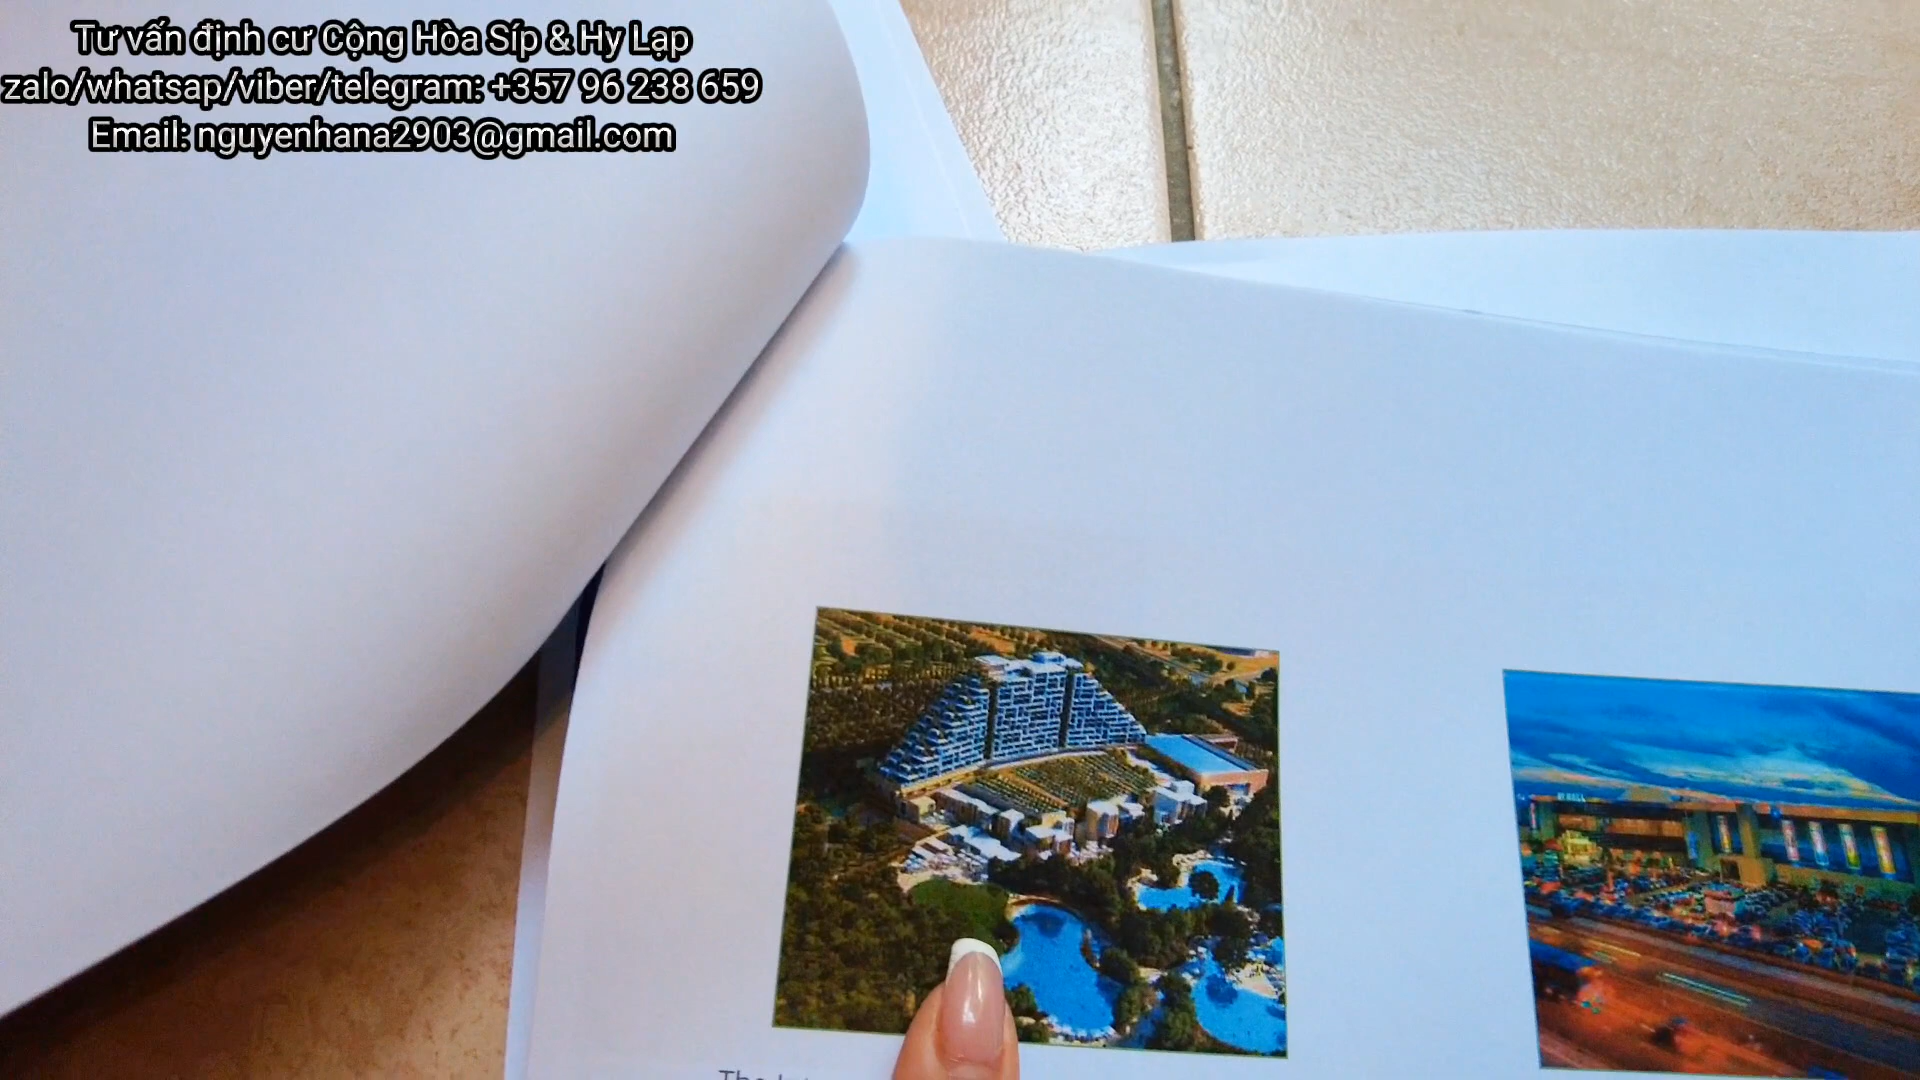 Tư vấn định cư Cộng Hòa Síp & Hy Lạp
zalo/whatsap/viber/telegram: +357 96 238 659
Email: nguyenhana2903@gmail.com
The